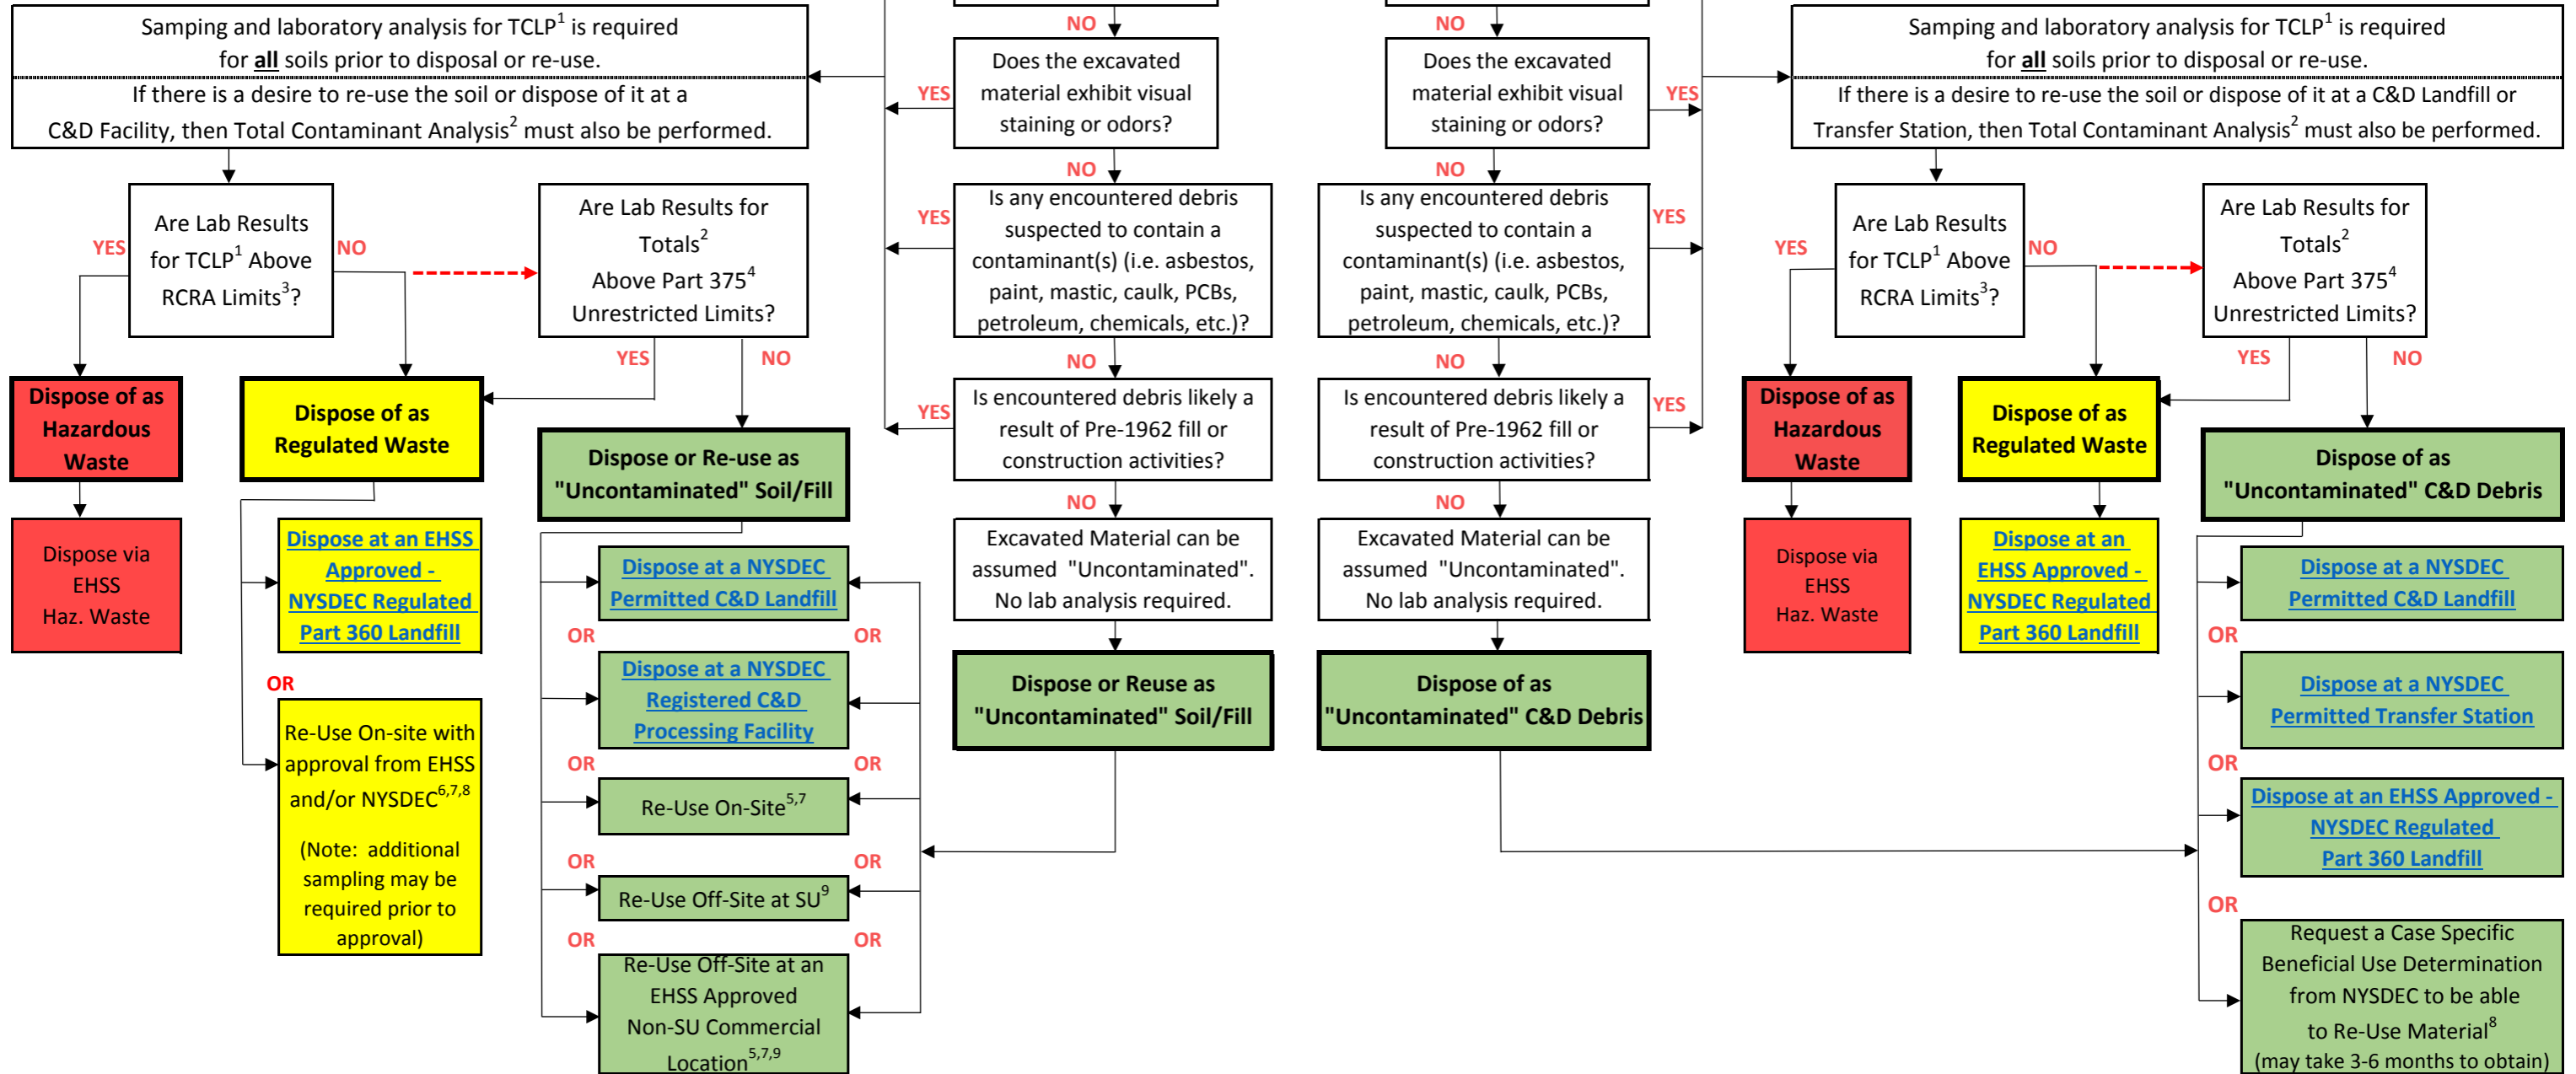 Samping and laboratory analysis for TCLP1 is required
for all soils prior to disposal or re-use.
If there is a desire to re-use the soil or dispose of it at a
C&D Facility, then Total Contaminant Analysis2 must also be performed.
YES
Are Lab Results
for TCLP1 Above
RCRA Limits3?
NO
Are Lab Results for
Totals2
Above Part 3754
Unrestricted Limits?
YES
NO
Dispose of as
Hazardous
Waste
Dispose of as
Regulated Waste
Dispose or Re-use as
"Uncontaminated" Soil/Fill
Dispose via
EHSS
Haz. Waste
Dispose at an EHSS
Approved -
NYSDEC Regulated
Part 360 Landfill
OR
Re-Use On-site with
approval from EHSS
and/or NYSDEC6,7,8
(Note: additional
sampling may be
required prior to
approval)
Dispose at a NYSDEC
Permitted C&D Landfill
OR
OR
Dispose at a NYSDEC
Registered C&D
Processing Facility
OR
OR
Re-Use On-Site5,7
OR
OR
Re-Use Off-Site at SU9
OR
OR
Re-Use Off-Site at an
EHSS Approved
Non-SU Commercial
Location5,7,9
NO
Does the excavated
material exhibit visual
staining or odors?
YES
NO
Is any encountered debris
suspected to contain a
contaminant(s) (i.e. asbestos,
paint, mastic, caulk, PCBs,
petroleum, chemicals, etc.)?
YES
NO
Is encountered debris likely a
result of Pre-1962 fill or
construction activities?
YES
NO
Excavated Material can be
assumed "Uncontaminated".
No lab analysis required.
Dispose or Reuse as
"Uncontaminated" Soil/Fill
NO
Does the excavated
material exhibit visual
staining or odors?
YES
NO
Is any encountered debris
suspected to contain a
contaminant(s) (i.e. asbestos,
paint, mastic, caulk, PCBs,
petroleum, chemicals, etc.)?
YES
NO
Is encountered debris likely a
result of Pre-1962 fill or
construction activities?
YES
NO
Excavated Material can be
assumed "Uncontaminated".
No lab analysis required.
Dispose of as
"Uncontaminated" C&D Debris
Samping and laboratory analysis for TCLP1 is required
for all soils prior to disposal or re-use.
If there is a desire to re-use the soil or dispose of it at a C&D Landfill or
Transfer Station, then Total Contaminant Analysis2 must also be performed.
YES
Are Lab Results
for TCLP1 Above
RCRA Limits3?
NO
Are Lab Results for
Totals2
Above Part 3754
Unrestricted Limits?
YES
NO
Dispose of as
Hazardous
Waste
Dispose of as
Regulated Waste
Dispose of as
"Uncontaminated" C&D Debris
Dispose via
EHSS
Haz. Waste
Dispose at an
EHSS Approved -
NYSDEC Regulated
Part 360 Landfill
Dispose at a NYSDEC
Permitted C&D Landfill
OR
Dispose at a NYSDEC
Permitted Transfer Station
OR
Dispose at an EHSS Approved -
NYSDEC Regulated
Part 360 Landfill
OR
Request a Case Specific
Beneficial Use Determination
from NYSDEC to be able
to Re-Use Material8
(may take 3-6 months to obtain)